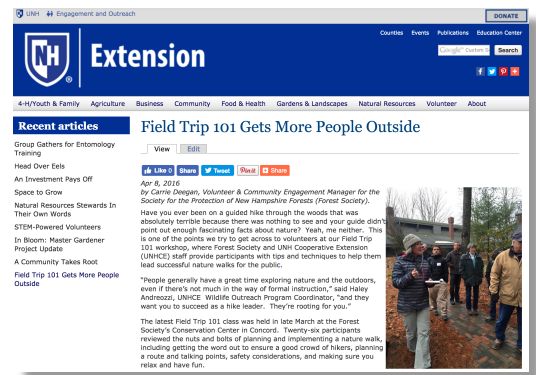 UNH Engagement and Outreach
DONATE
Counties Events Publications Education Center
NH
®
Extension
Google™ Custom S Search
4-H/Youth & Family Agriculture Business Community Food & Health Gardens & Landscapes Natural Resources Volunteer About
Recent articles
Group Gathers for Entomology
Training
Head Over Eels
An Investment Pays Off
Space to Grow
Natural Resources Stewards In
Their Own Words
STEM-Powered Volunteers
In Bloom: Master Gardener
Project Update
A Community Takes Root
Field Trip 101 Gets More People
Outside
Field Trip 101 Gets More People Outside
View Edit
Like 0 Share Tweet Pin it Share
Apr 8, 2016
by Carrie Deegan, Volunteer & Community Engagement Manager for the
Society for the Protection of New Hampshire Forests (Forest Society).
Have you ever been on a guided hike through the woods that was
absolutely terrible because there was nothing to see and your guide didn't
point out enough fascinating facts about nature? Yeah, me neither. This
is one of the points we try to get across to volunteers at our Field Trip
101 workshop, where Forest Society and UNH Cooperative Extension
(UNHCE) staff provide participants with tips and techniques to help them
lead successful nature walks for the public.
"People generally have a great time exploring nature and the outdoors,
even if there's not much in the way of formal instruction," said Haley
Andreozzi, UNHCE Wildlife Outreach Program Coordinator, "and they
want you to succeed as a hike leader. They're rooting for you."
The latest Field Trip 101 class was held in late March at the Forest
Society's Conservation Center in Concord. Twenty-six participants
reviewed the nuts and bolts of planning and implementing a nature walk,
including getting the word out to ensure a good crowd of hikers, planning
a route and talking points, safety considerations, and making sure you
relax and have fun.